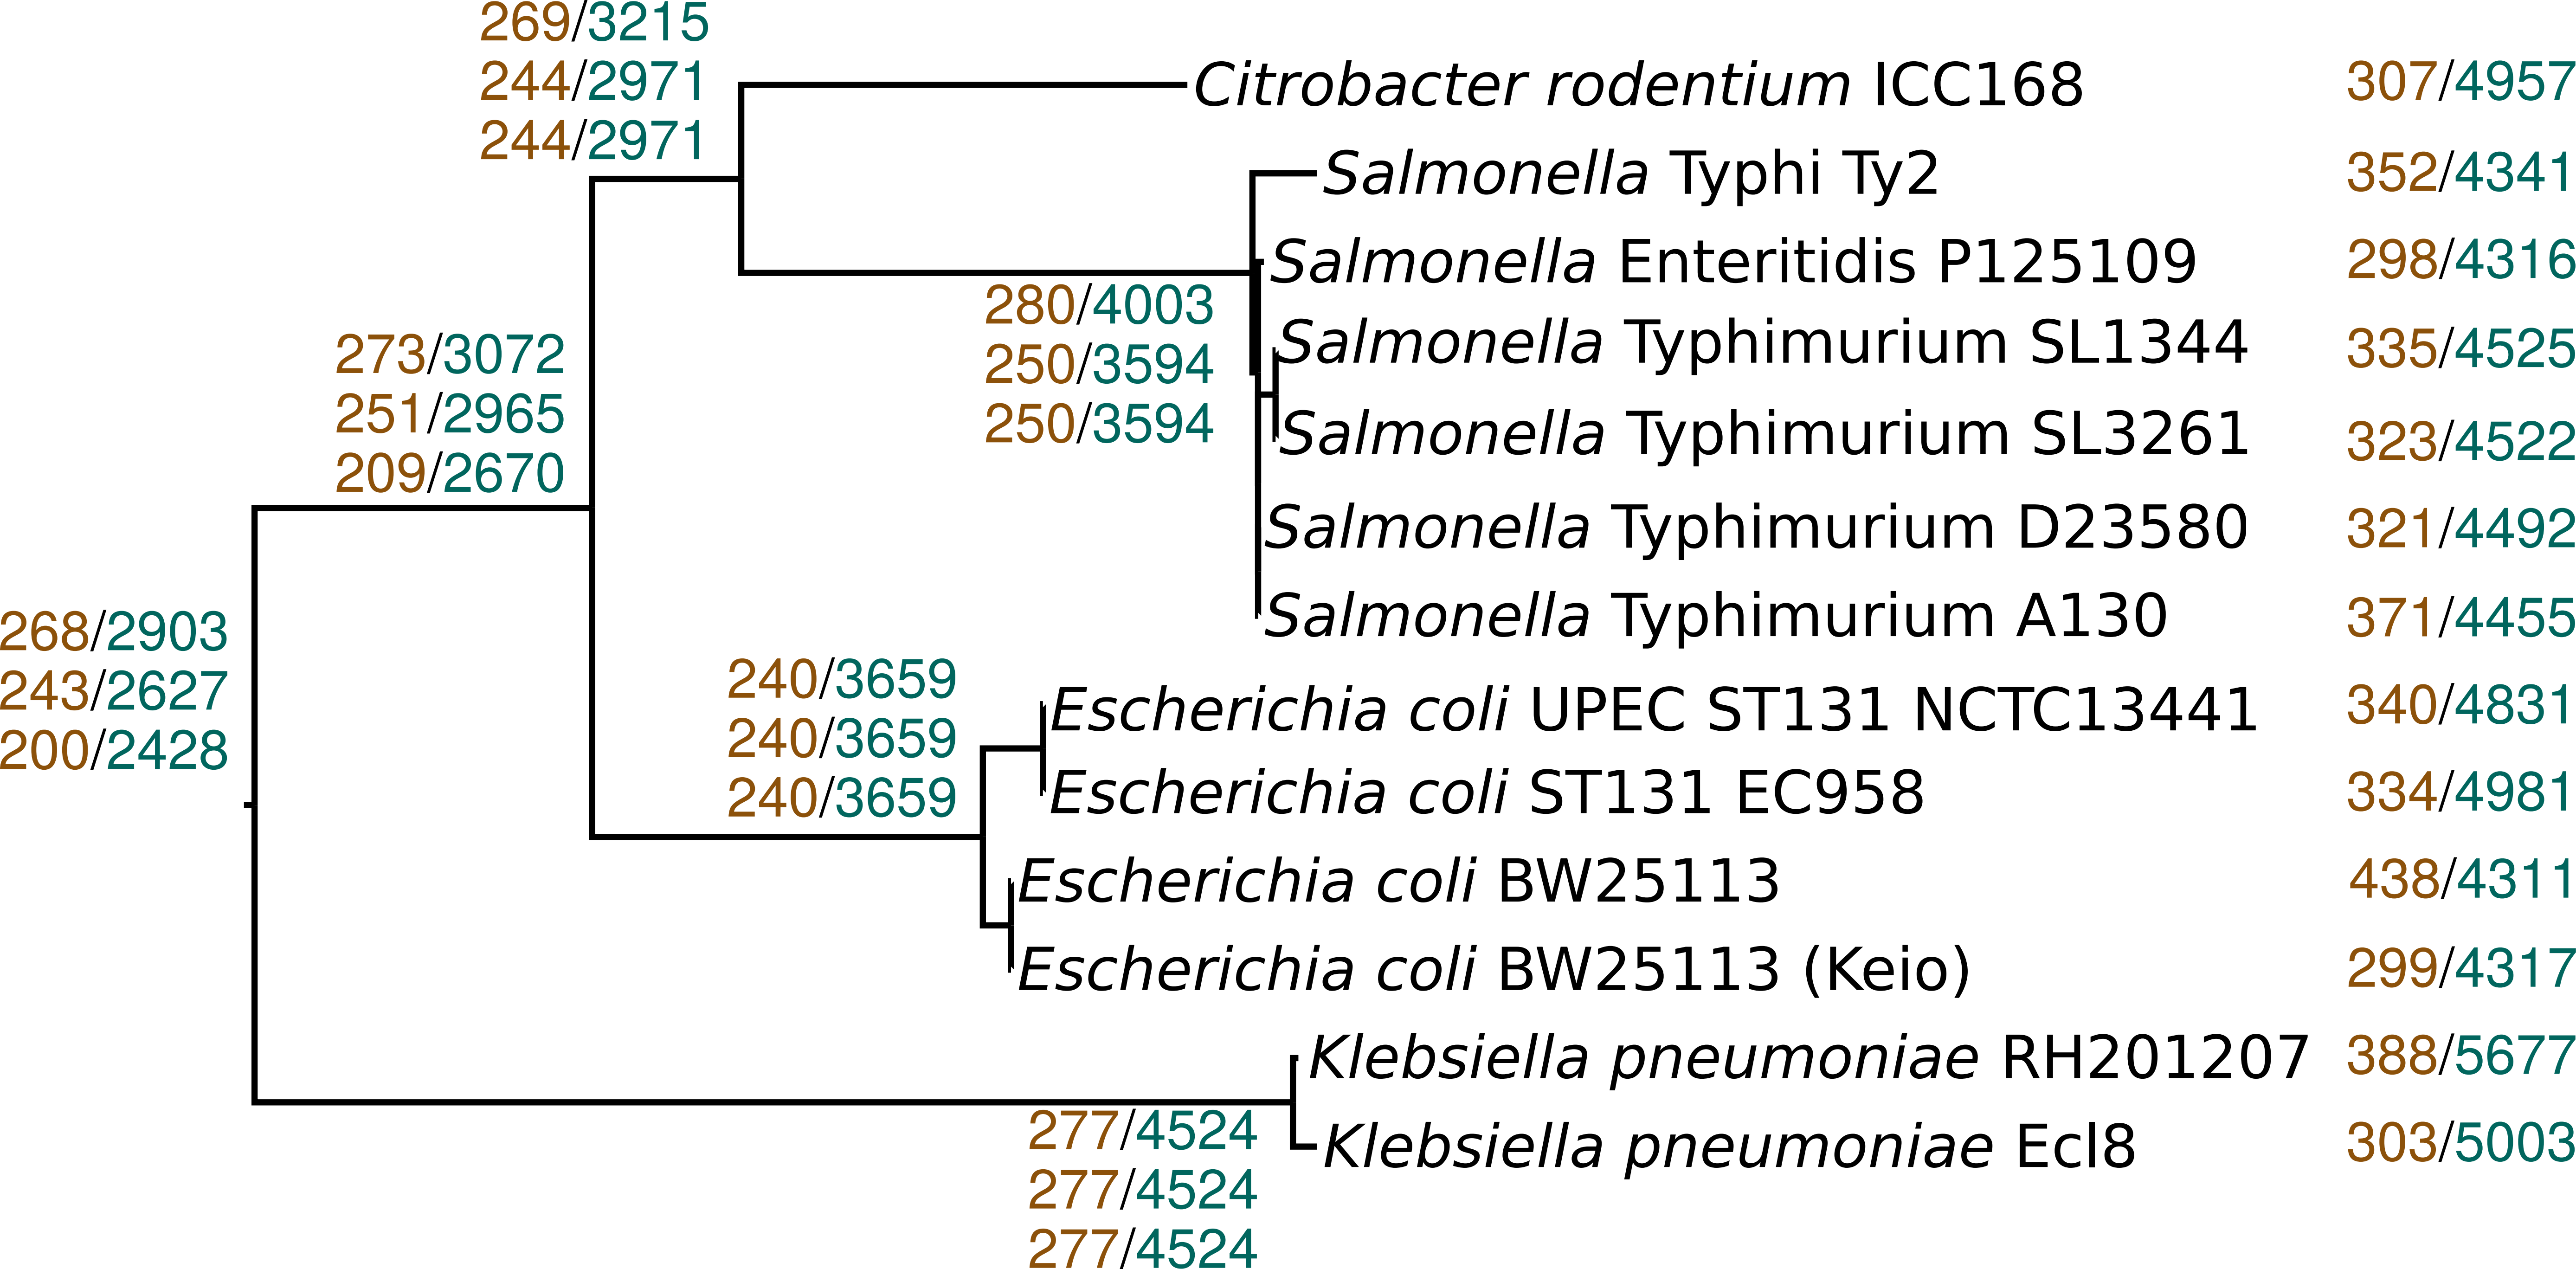 269/3215
244/2971
244/2971
Citrobacter rodentium ICC168 307/4957
Salmonella Typhi Ty2 352/4341
Salmonella Enteritidis P125109 298/4316
280/4003
250/3594
250/3594
Salmonella Typhimurium SL1344 335/4525
273/3072
251/2965
209/2670
Salmonella Typhimurium SL3261 323/4522
Salmonella Typhimurium D23580 321/4492
Salmonella Typhimurium A130 371/4455
268/2903
243/2627
200/2428
240/3659
240/3659
240/3659
Escherichia coli UPEC ST131 NCTC13441 340/4831
Escherichia coli ST131 EC958 334/4981
Escherichia coli BW25113 438/4311
Escherichia coli BW25113 (Keio) 299/4317
Klebsiella pneumoniae RH201207 388/5677
Klebsiella pneumoniae Ecl8 303/5003
277/4524
277/4524
277/4524